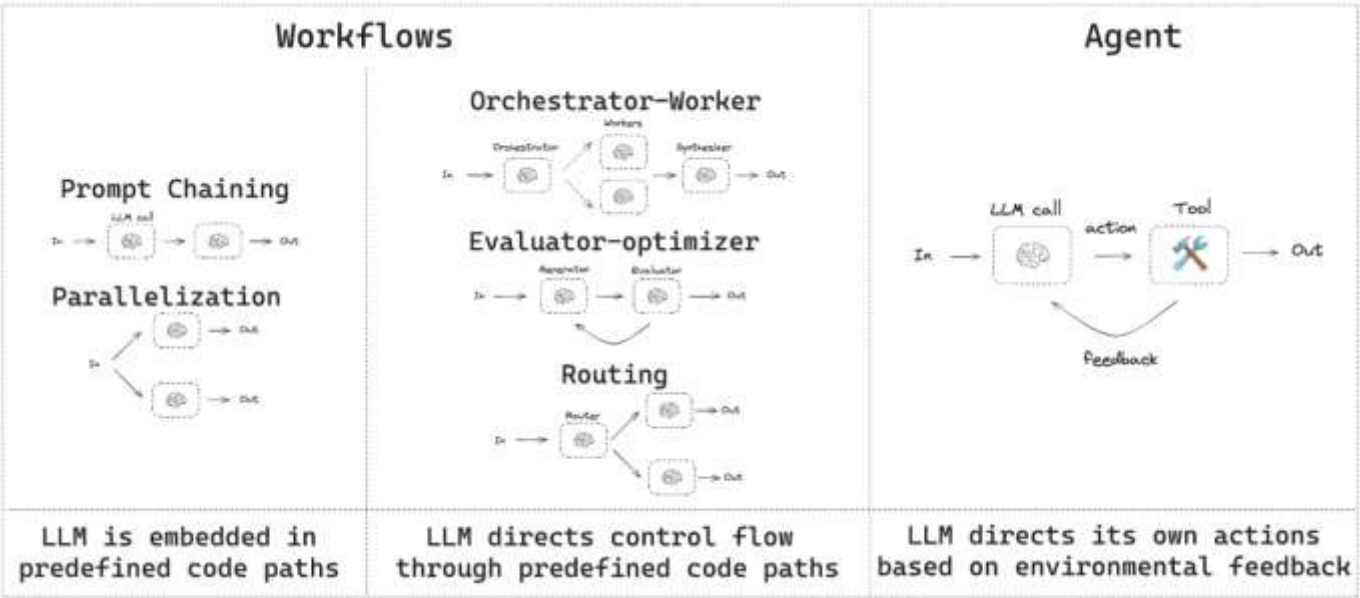 Workflows
Agent
Prompt Chaining
LLM call
In
Out
Parallelization
In
Out
Out
Orchestrator-Worker
Workers
Orchestrator
Synthesizer
In
Out
Evaluator-optimizer
Generator
Evaluator
In
Out
Routing
Router
In
Out
Out
LLM call
action
Tool
In
Out
feedback
LLM is embedded in
predefined code paths
LLM directs control flow
through predefined code paths
LLM directs its own actions
based on environmental feedback